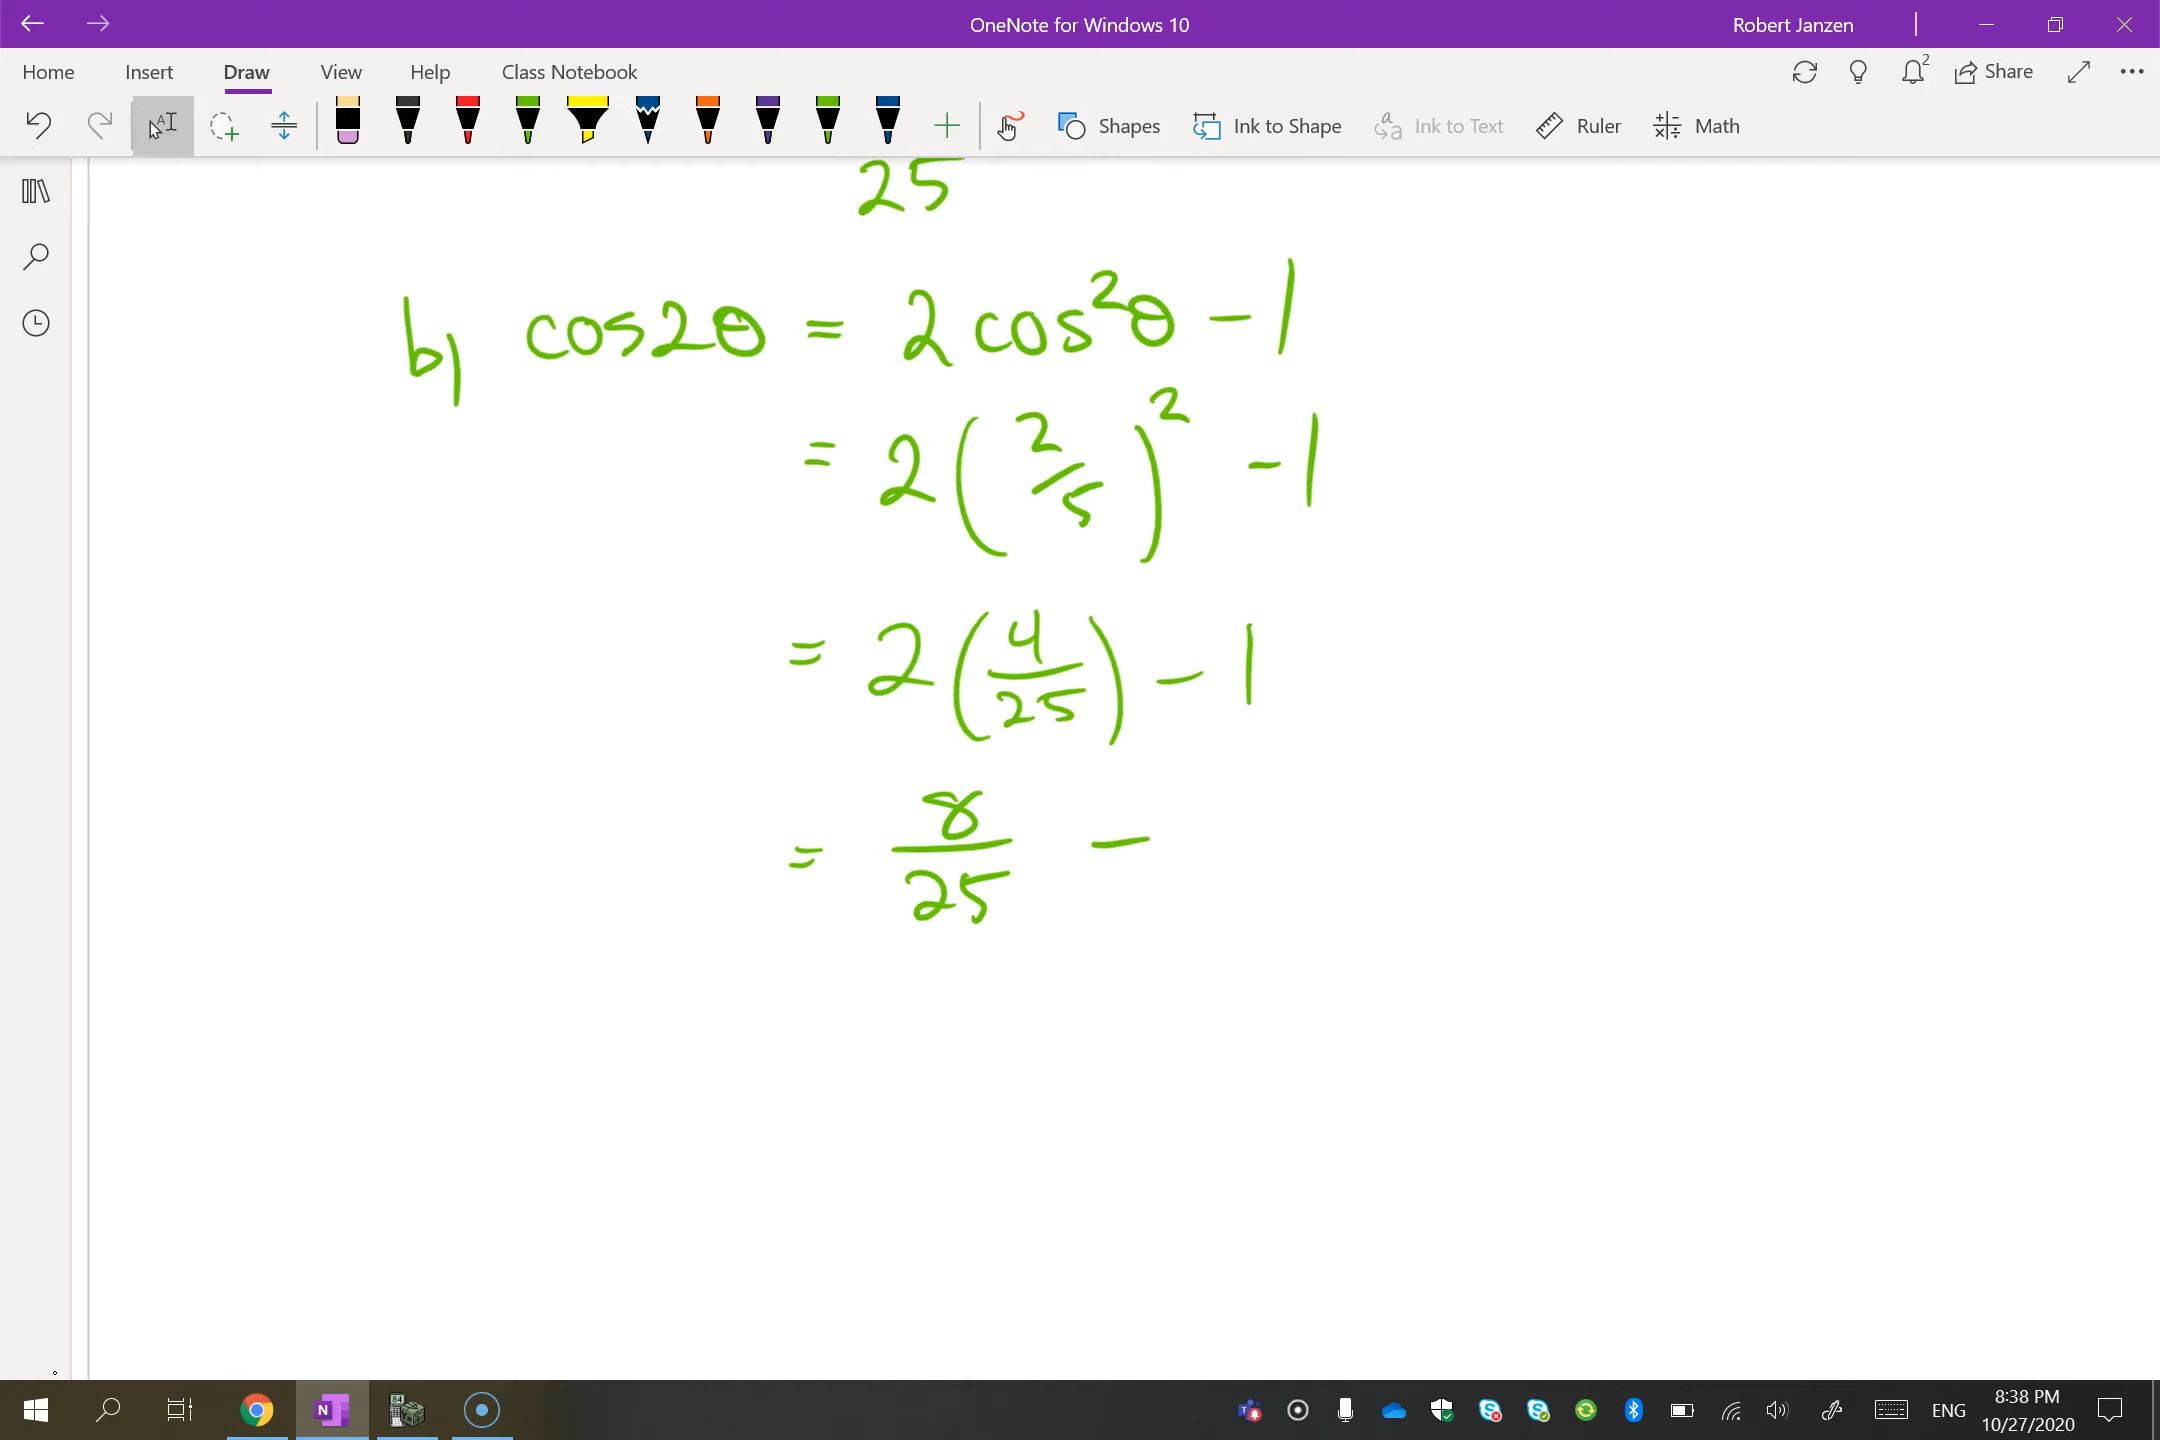 OneNote for Windows 10
Robert Janzen
Home Insert Draw View Help Class Notebook
2 Share
Shapes Ink to Shape Ink to Text Ruler Math
25
b) cos2θ = 2cos²θ - 1
= 2(2/5)² - 1
= 2(4/25) - 1
= 8/25 -
ENG 8:38 PM
10/27/2020